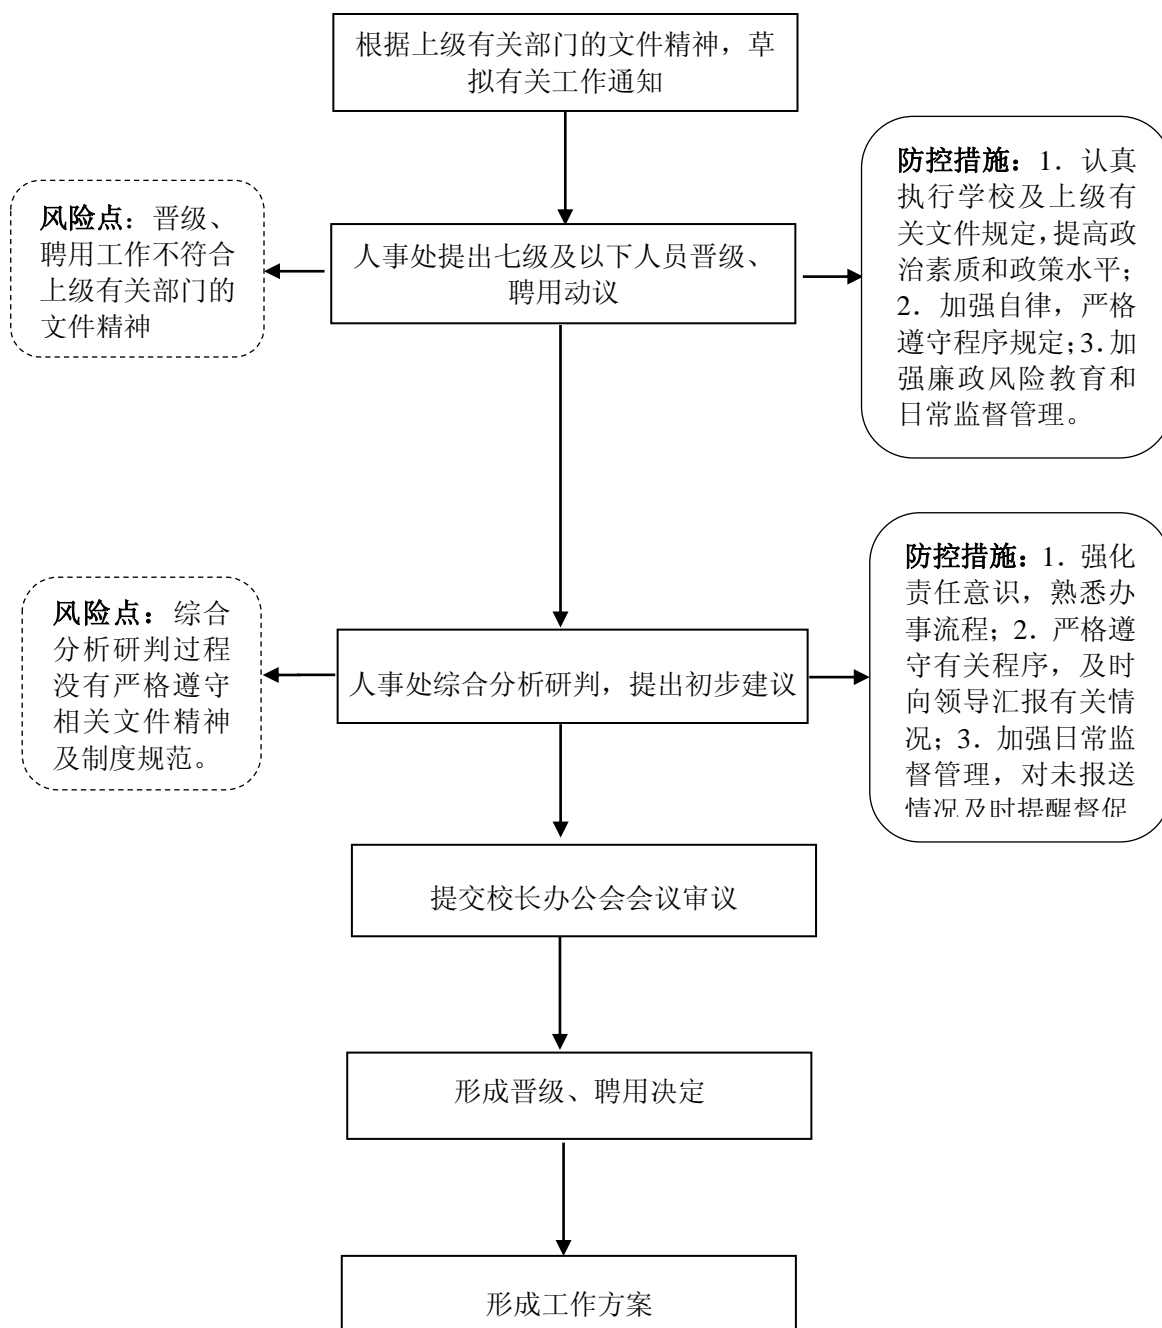 根据上级有关部门的文件精神，草
拟有关工作通知
风险点：晋级、
聘用工作不符合
上级有关部门的
文件精神
人事处提出七级及以下人员晋级、
聘用动议
防控措施：1．认真
执行学校及上级有
关文件规定，提高政
治素质和政策水平；
2．加强自律，严格
遵守程序规定；3．加
强廉政风险教育和
日常监督管理。
风险点：综合
分析研判过程
没有严格遵守
相关文件精神
及制度规范。
人事处综合分析研判，提出初步建议
防控措施：1．强化
责任意识，熟悉办
事流程；2．严格遵
守有关程序，及时
向领导汇报有关情
况；3．加强日常监
督管理，对未报送
情况及时提醒督促
提交校长办公会会议审议
形成晋级、聘用决定
形成工作方案